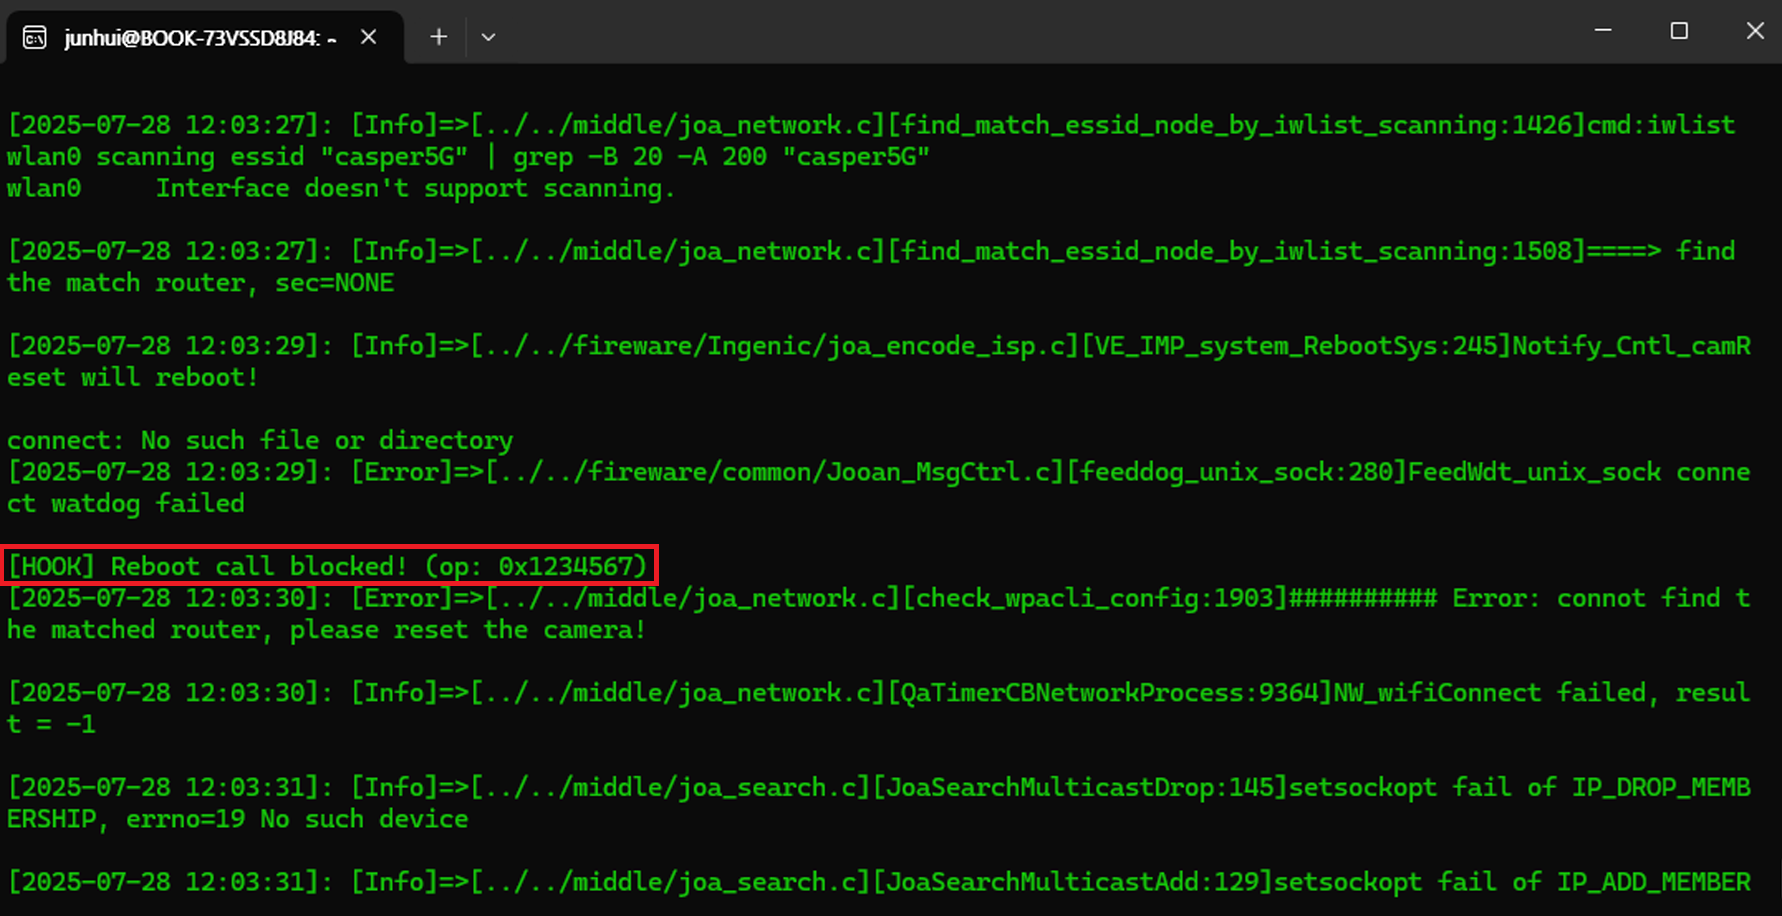 junhui@BOOK-73VSSD8J84: ~
[2025-07-28 12:03:27]: [Info]=>[../../middle/joa_network.c][find_match_essid_node_by_iwlist_scanning:1426]cmd:iwlist
wlan0 scanning essid "casper5G" | grep -B 20 -A 200 "casper5G"
wlan0     Interface doesn't support scanning.
[2025-07-28 12:03:27]: [Info]=>[../../middle/joa_network.c][find_match_essid_node_by_iwlist_scanning:1508]====> find
the match router, sec=NONE
[2025-07-28 12:03:29]: [Info]=>[../../fireware/Ingenic/joa_encode_isp.c][VE_IMP_system_RebootSys:245]Notify_Cntl_camR
eset will reboot!
connect: No such file or directory
[2025-07-28 12:03:29]: [Error]=>[../../fireware/common/Jooan_MsgCtrl.c][feeddog_unix_sock:280]FeedWdt_unix_sock conne
ct watdog failed
[HOOK] Reboot call blocked! (op: 0x1234567)
[2025-07-28 12:03:30]: [Error]=>[../../middle/joa_network.c][check_wpacli_config:1903]########## Error: connot find t
he matched router, please reset the camera!
[2025-07-28 12:03:30]: [Info]=>[../../middle/joa_network.c][QaTimerCBNetworkProcess:9364]NW_wifiConnect failed, resul
t = -1
[2025-07-28 12:03:31]: [Info]=>[../../middle/joa_search.c][JoaSearchMulticastDrop:145]setsockopt fail of IP_DROP_MEMB
ERSHIP, errno=19 No such device
[2025-07-28 12:03:31]: [Info]=>[../../middle/joa_search.c][JoaSearchMulticastAdd:129]setsockopt fail of IP_ADD_MEMBER